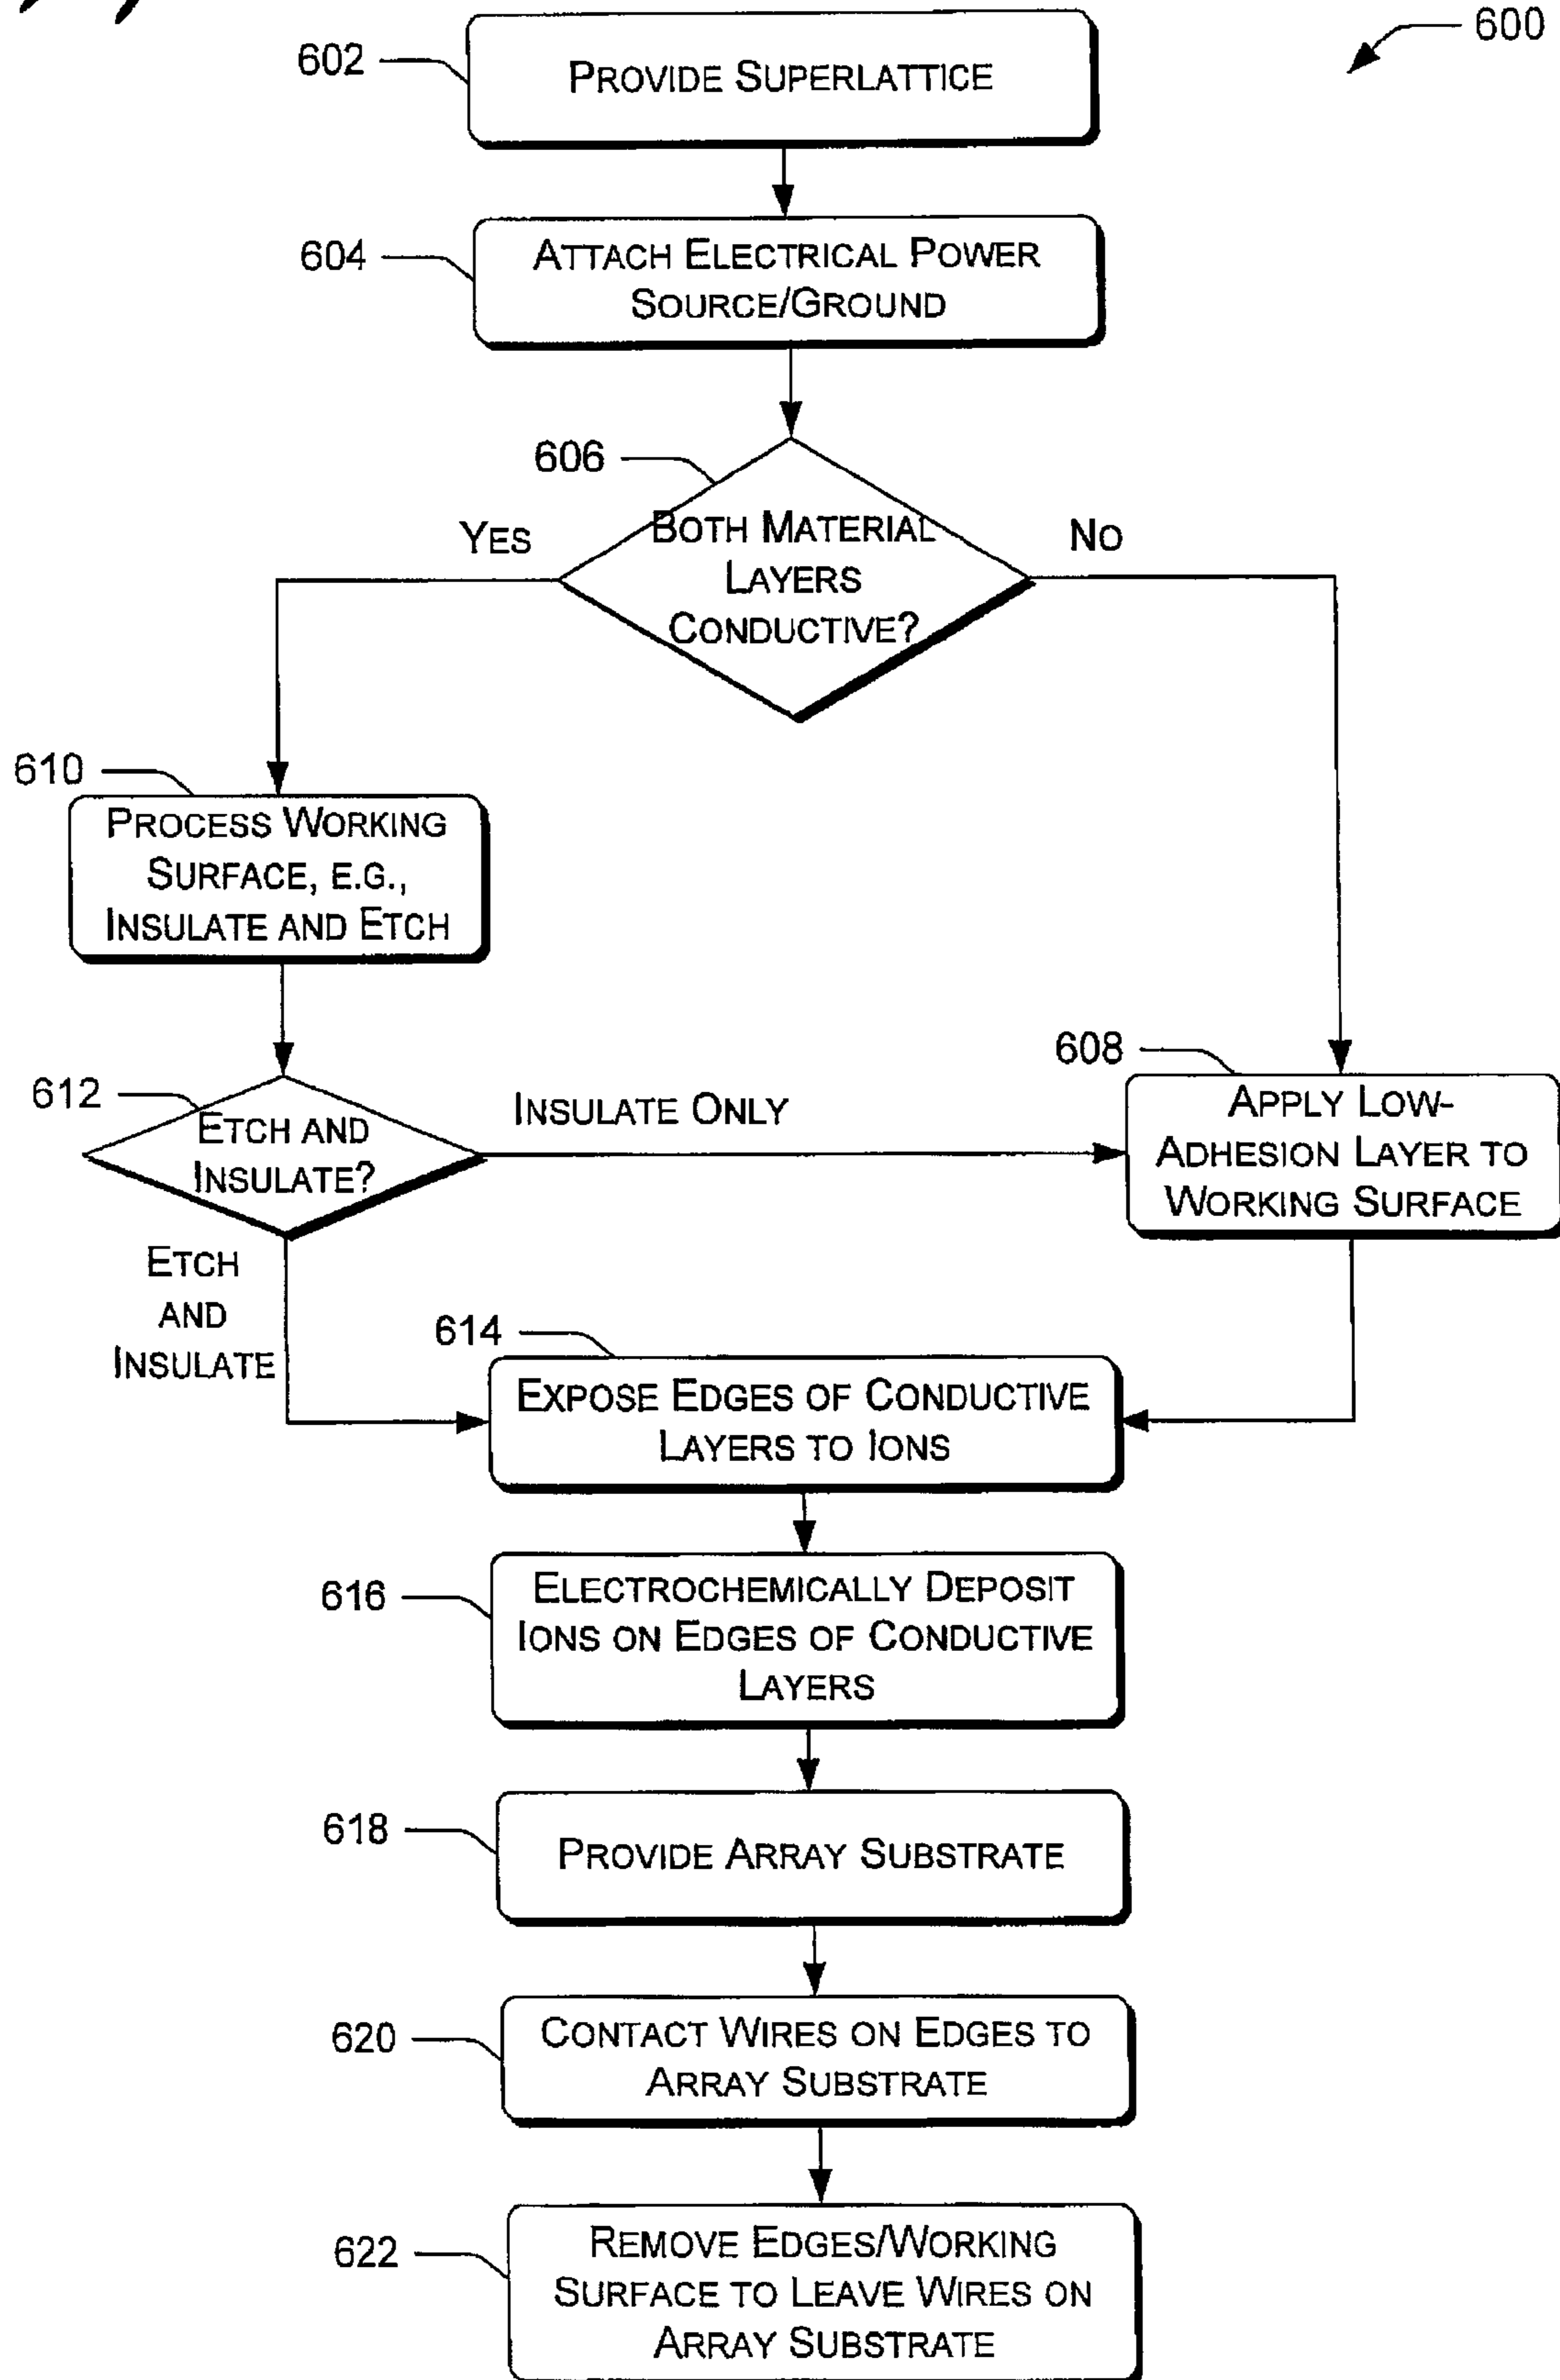 600
602
PROVIDE SUPERLATTICE
604
ATTACH ELECTRICAL POWER
SOURCE/GROUND
606
BOTH MATERIAL
LAYERS
CONDUCTIVE?
YES
NO
610
PROCESS WORKING
SURFACE, E.G.,
INSULATE AND ETCH
612
ETCH AND
INSULATE?
INSULATE ONLY
608
APPLY LOW-
ADHESION LAYER TO
WORKING SURFACE
ETCH
AND
INSULATE
614
EXPOSE EDGES OF CONDUCTIVE
LAYERS TO IONS
616
ELECTROCHEMICALLY DEPOSIT
IONS ON EDGES OF CONDUCTIVE
LAYERS
618
PROVIDE ARRAY SUBSTRATE
620
CONTACT WIRES ON EDGES TO
ARRAY SUBSTRATE
622
REMOVE EDGES/WORKING
SURFACE TO LEAVE WIRES ON
ARRAY SUBSTRATE